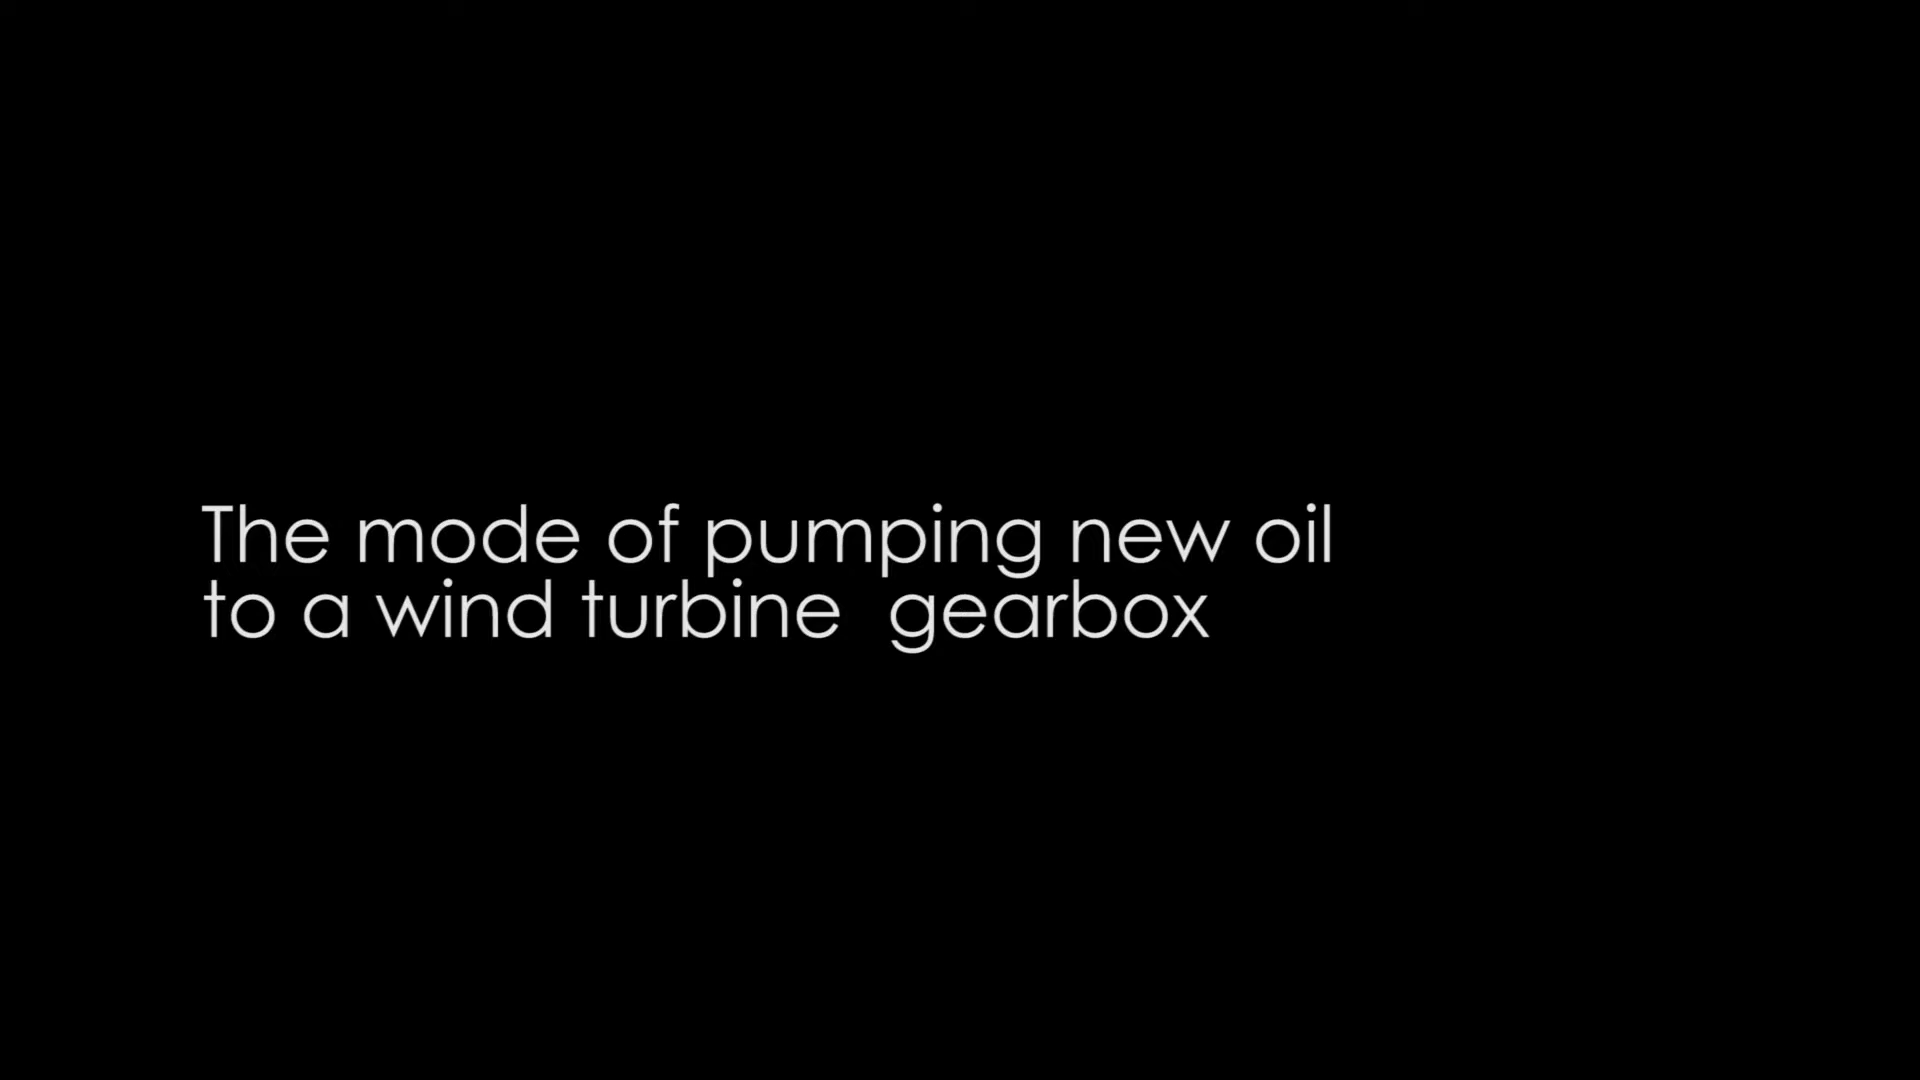 The mode of pumping new oil
to a wind turbine  gearbox